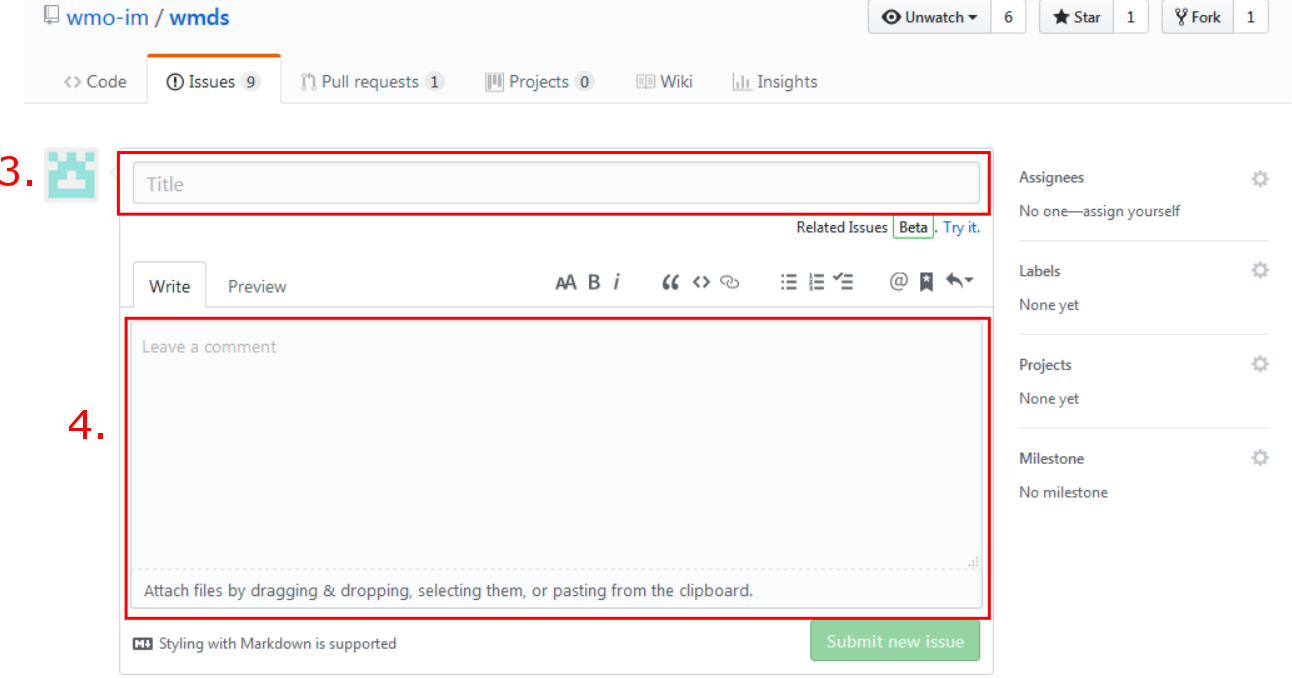 wmo-im / wmds Unwatch 6 Star 1 Fork 1
Code Issues 9 Pull requests 1 Projects 0 Wiki Insights
3.
Title
Related Issues Beta . Try it.
Write Preview AA B i
4.
Leave a comment
Attach files by dragging & dropping, selecting them, or pasting from the clipboard.
Styling with Markdown is supported
Submit new issue
Assignees
No one—assign yourself
Labels
None yet
Projects
None yet
Milestone
No milestone